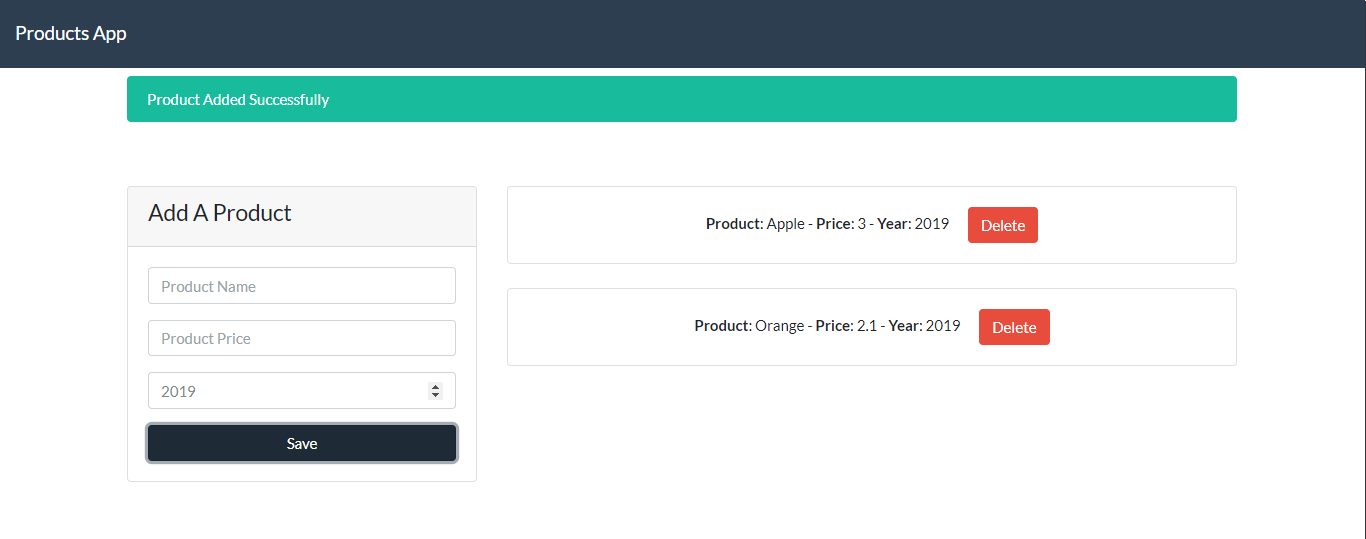 Products App
Product Added Successfully
Add A Product
Product Name
Product Price
2019
Save
Product: Apple - Price: 3 - Year: 2019 Delete
Product: Orange - Price: 2.1 - Year: 2019 Delete